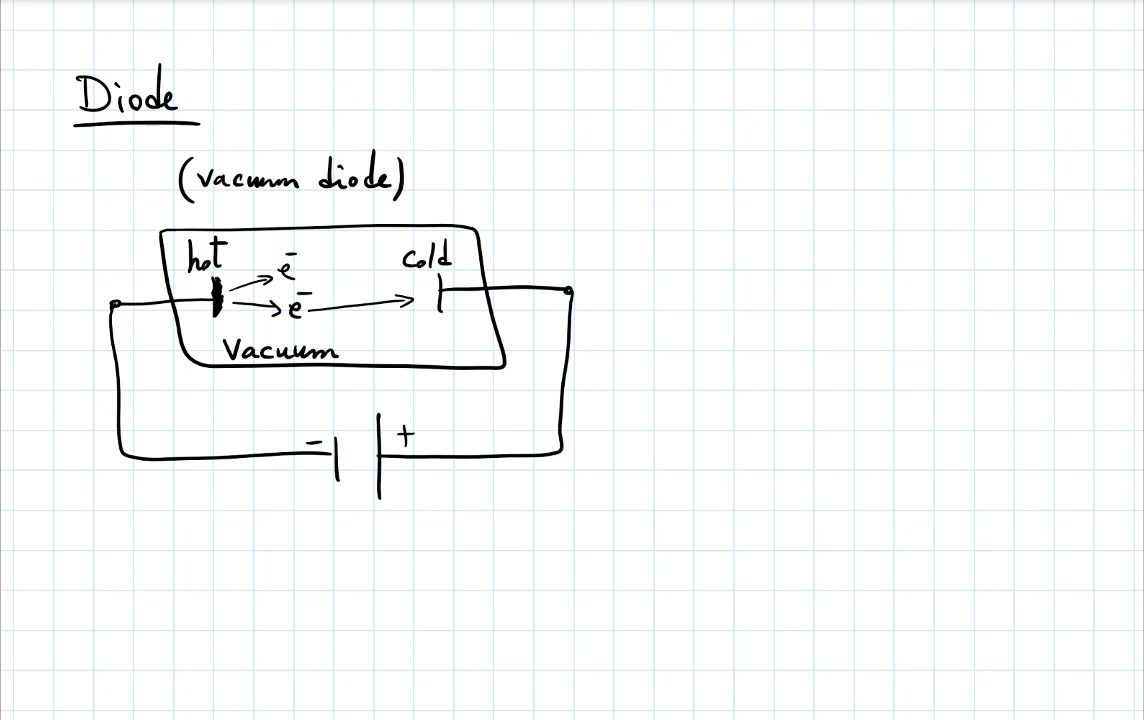 Diode
(vacuum diode)
hot
cold
e⁻
e⁻
Vacuum
- +